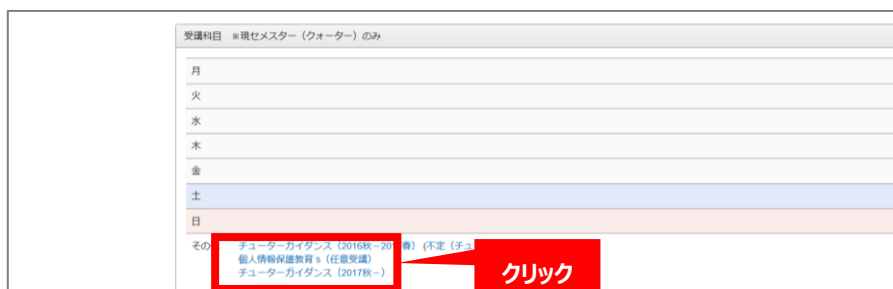 受講科目 ※現セメスター（クォーター）のみ
月
火
水
木
金
土
日
その
チューターガイダンス（2016秋－201 春） (不定（チュ
個人情報保護教育 s（任意受講）
チューターガイダンス（2017秋－）
クリック